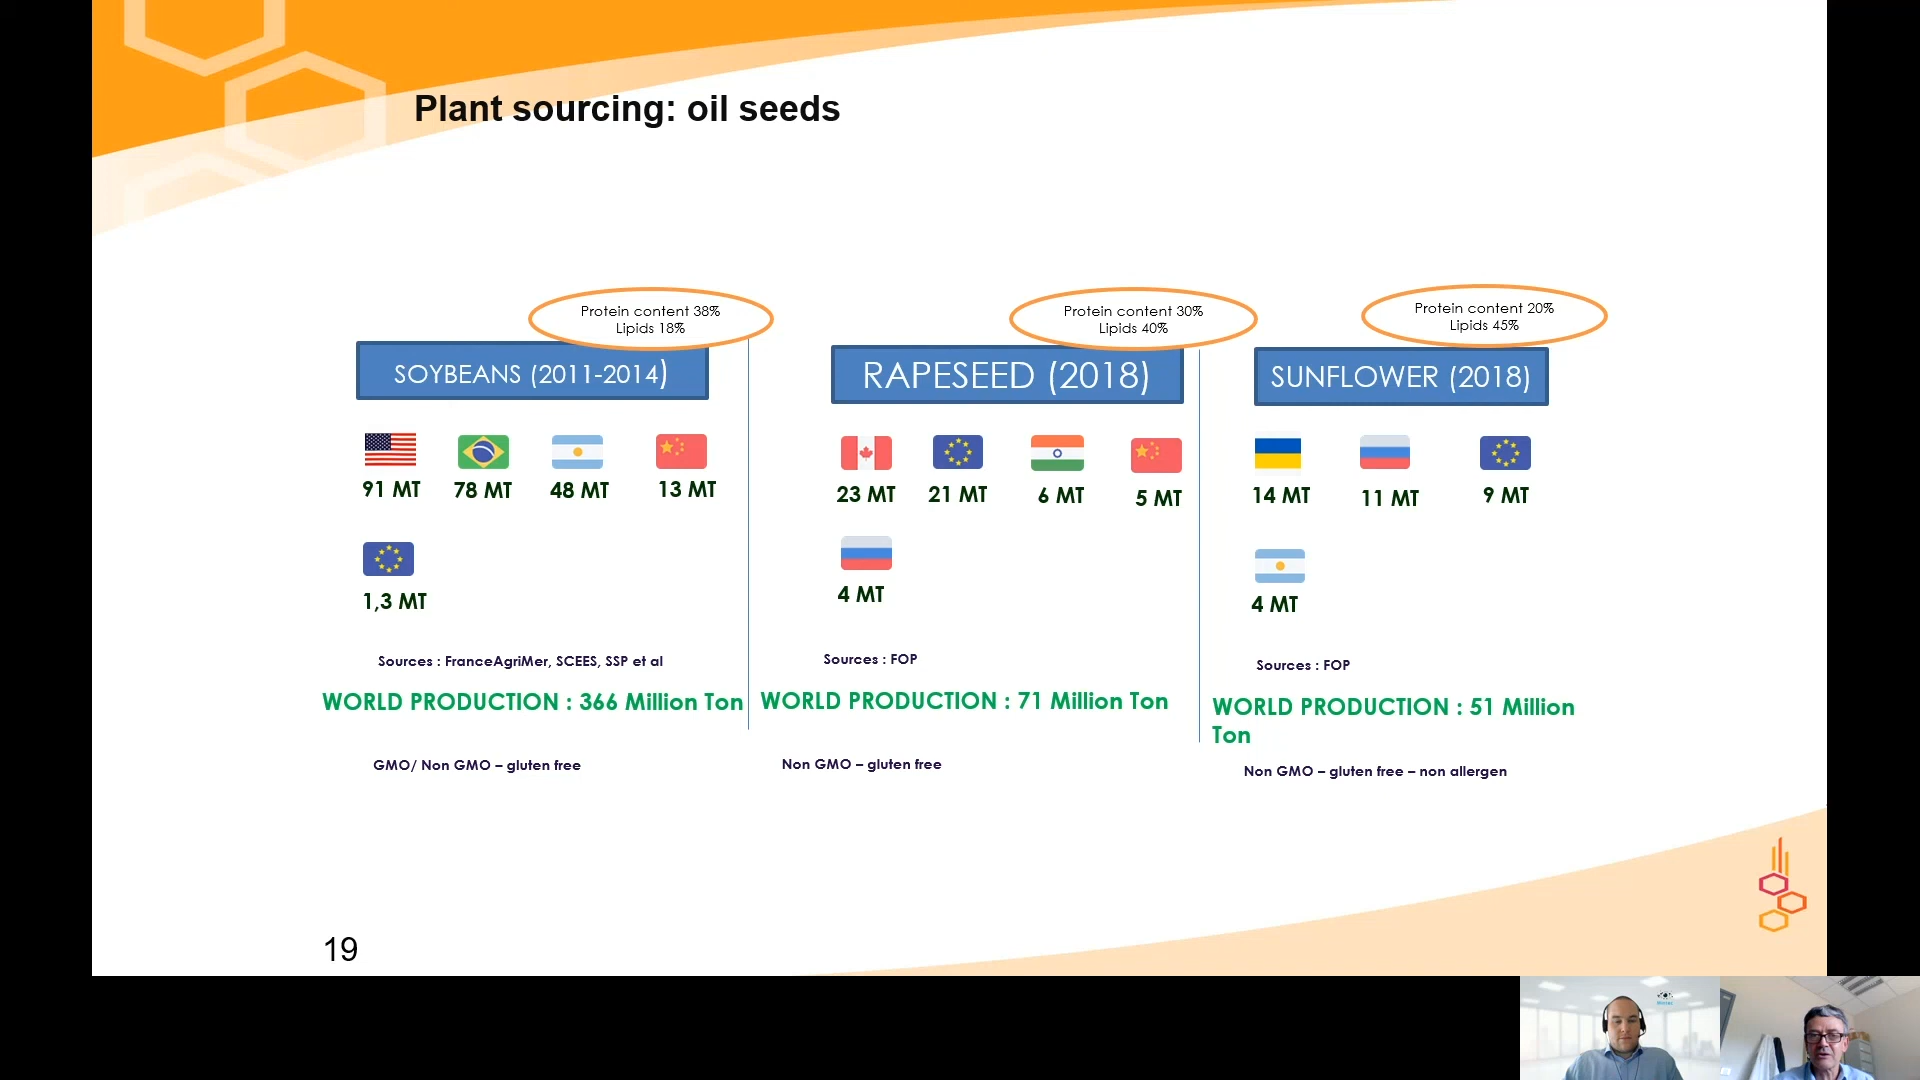 Plant sourcing: oil seeds
Protein content 38%
Lipids 18%
SOYBEANS (2011-2014)
91 MT 78 MT 48 MT 13 MT
1,3 MT
Sources : FranceAgriMer, SCEES, SSP et al
WORLD PRODUCTION : 366 Million Ton
GMO/ Non GMO – gluten free
Protein content 30%
Lipids 40%
RAPESEED (2018)
23 MT 21 MT 6 MT 5 MT
4 MT
Sources : FOP
WORLD PRODUCTION : 71 Million Ton
Non GMO – gluten free
Protein content 20%
Lipids 45%
SUNFLOWER (2018)
14 MT 11 MT 9 MT
4 MT
Sources : FOP
WORLD PRODUCTION : 51 Million
Ton
Non GMO – gluten free – non allergen
19